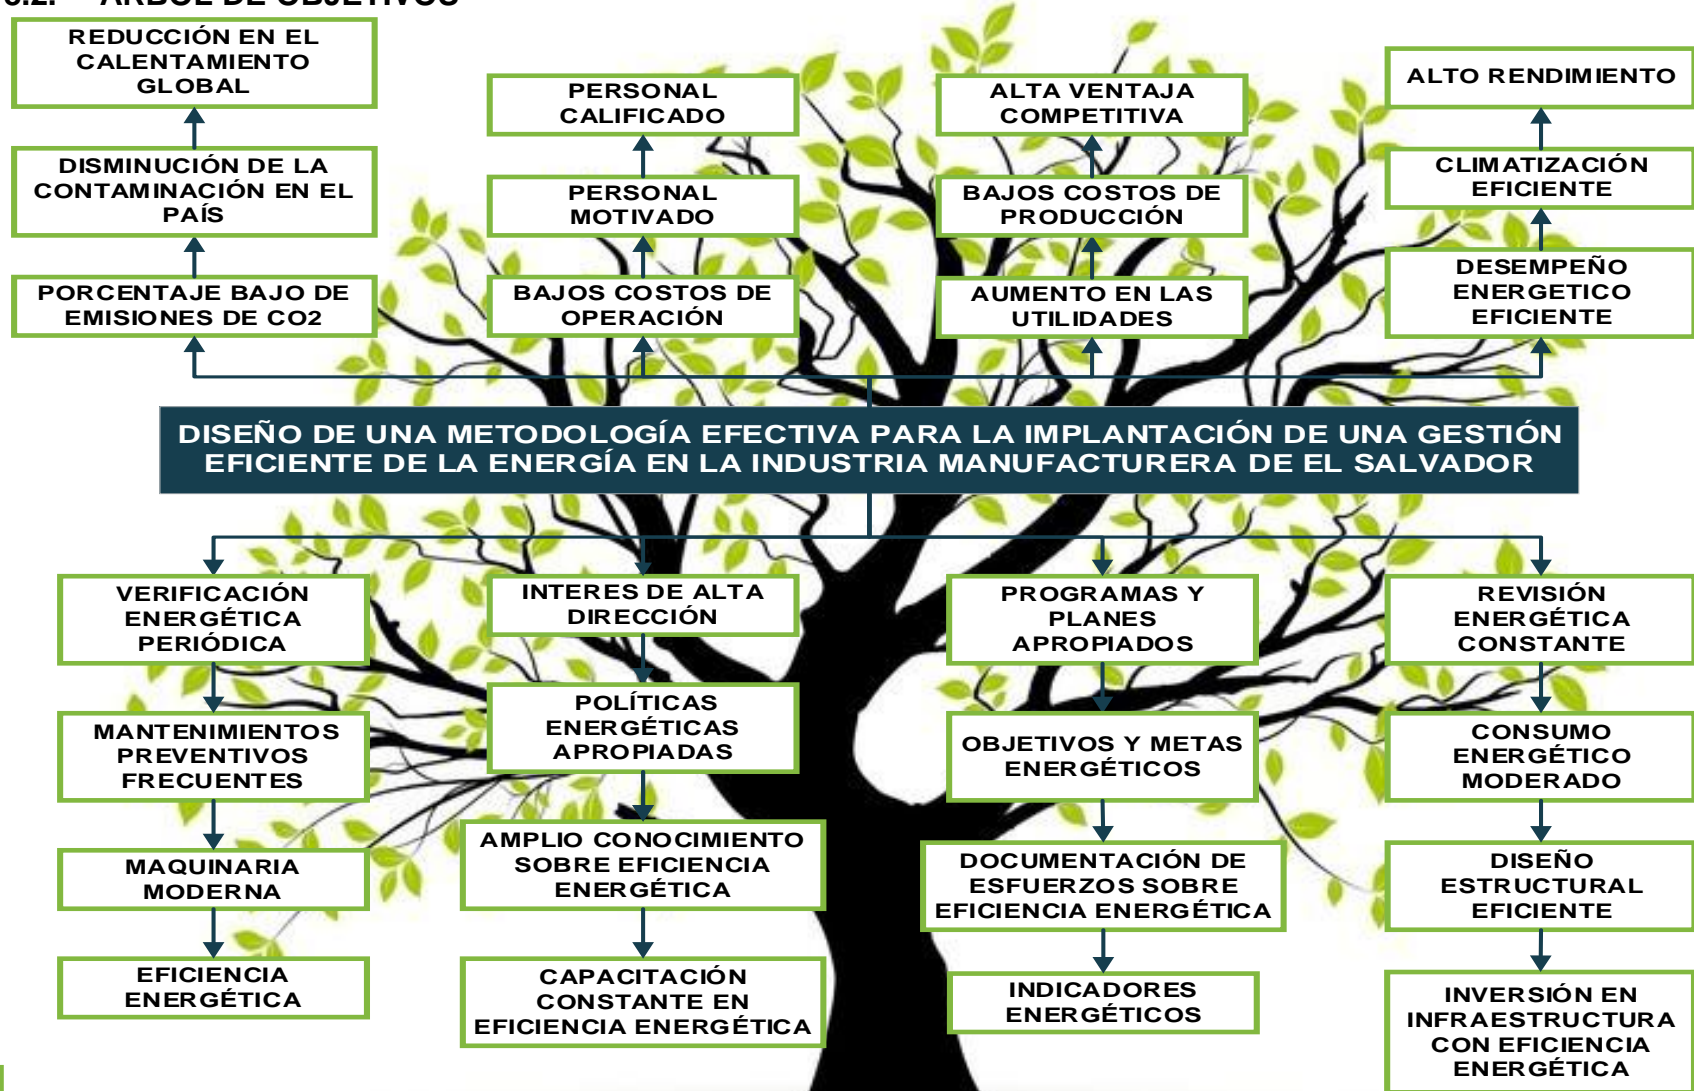 ÁRBOL DE OBJETIVOS
REDUCCIÓN EN EL
CALENTAMIENTO
GLOBAL
DISMINUCIÓN DE LA
CONTAMINACIÓN EN EL
PAÍS
PORCENTAJE BAJO DE
EMISIONES DE CO2
PERSONAL
CALIFICADO
PERSONAL
MOTIVADO
BAJOS COSTOS DE
OPERACIÓN
ALTA VENTAJA
COMPETITIVA
BAJOS COSTOS DE
PRODUCCIÓN
AUMENTO EN LAS
UTILIDADES
ALTO RENDIMIENTO
CLIMATIZACIÓN
EFICIENTE
DESEMPEÑO
ENERGETICO
EFICIENTE
DISEÑO DE UNA METODOLOGÍA EFECTIVA PARA LA IMPLANTACIÓN DE UNA GESTIÓN
EFICIENTE DE LA ENERGÍA EN LA INDUSTRIA MANUFACTURERA DE EL SALVADOR
VERIFICACIÓN
ENERGÉTICA
PERIÓDICA
MANTENIMIENTOS
PREVENTIVOS
FRECUENTES
MAQUINARIA
MODERNA
EFICIENCIA
ENERGÉTICA
INTERES DE ALTA
DIRECCIÓN
POLÍTICAS
ENERGÉTICAS
APROPIADAS
AMPLIO CONOCIMIENTO
SOBRE EFICIENCIA
ENERGÉTICA
CAPACITACIÓN
CONSTANTE EN
EFICIENCIA ENERGÉTICA
PROGRAMAS Y
PLANES
APROPIADOS
OBJETIVOS Y METAS
ENERGÉTICOS
DOCUMENTACIÓN DE
ESFUERZOS SOBRE
EFICIENCIA ENERGÉTICA
INDICADORES
ENERGÉTICOS
REVISIÓN
ENERGÉTICA
CONSTANTE
CONSUMO
ENERGÉTICO
MODERADO
DISEÑO
ESTRUCTURAL
EFICIENTE
INVERSIÓN EN
INFRAESTRUCTURA
CON EFICIENCIA
ENERGÉTICA